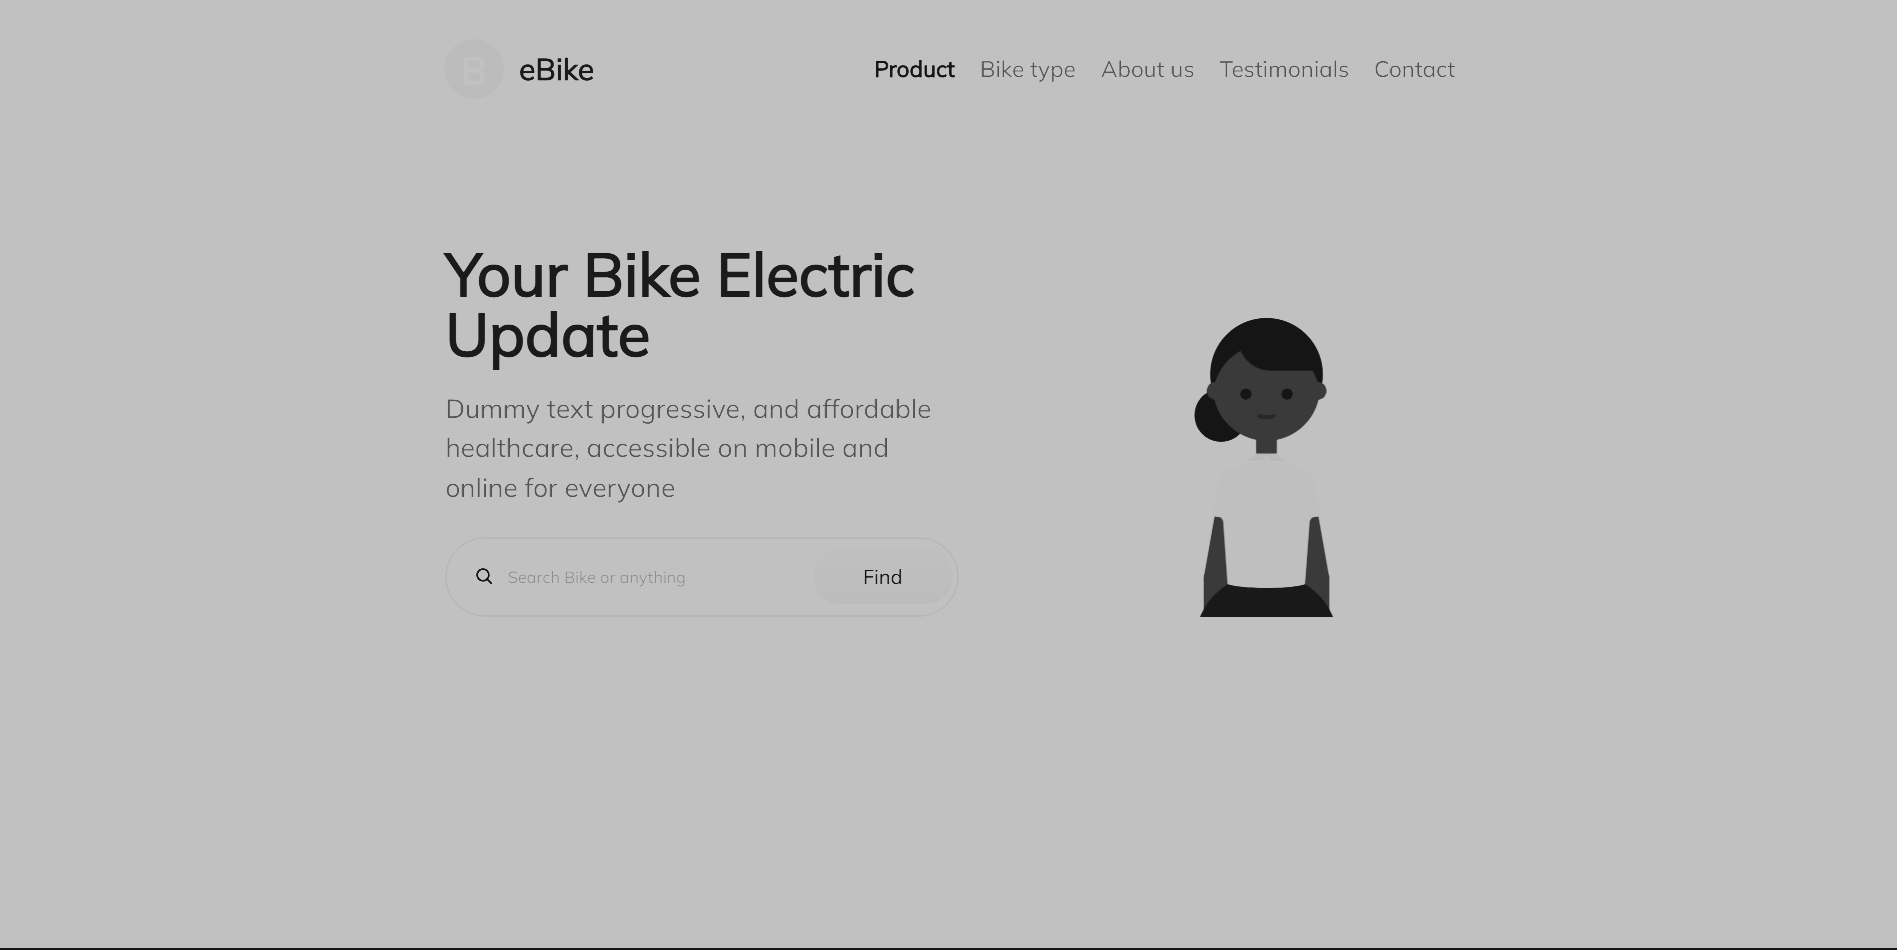 B
eBike
Product Bike type About us Testimonials Contact
Your Bike Electric
Update
Dummy text progressive, and affordable
healthcare, accessible on mobile and
online for everyone
Search Bike or anything
Find